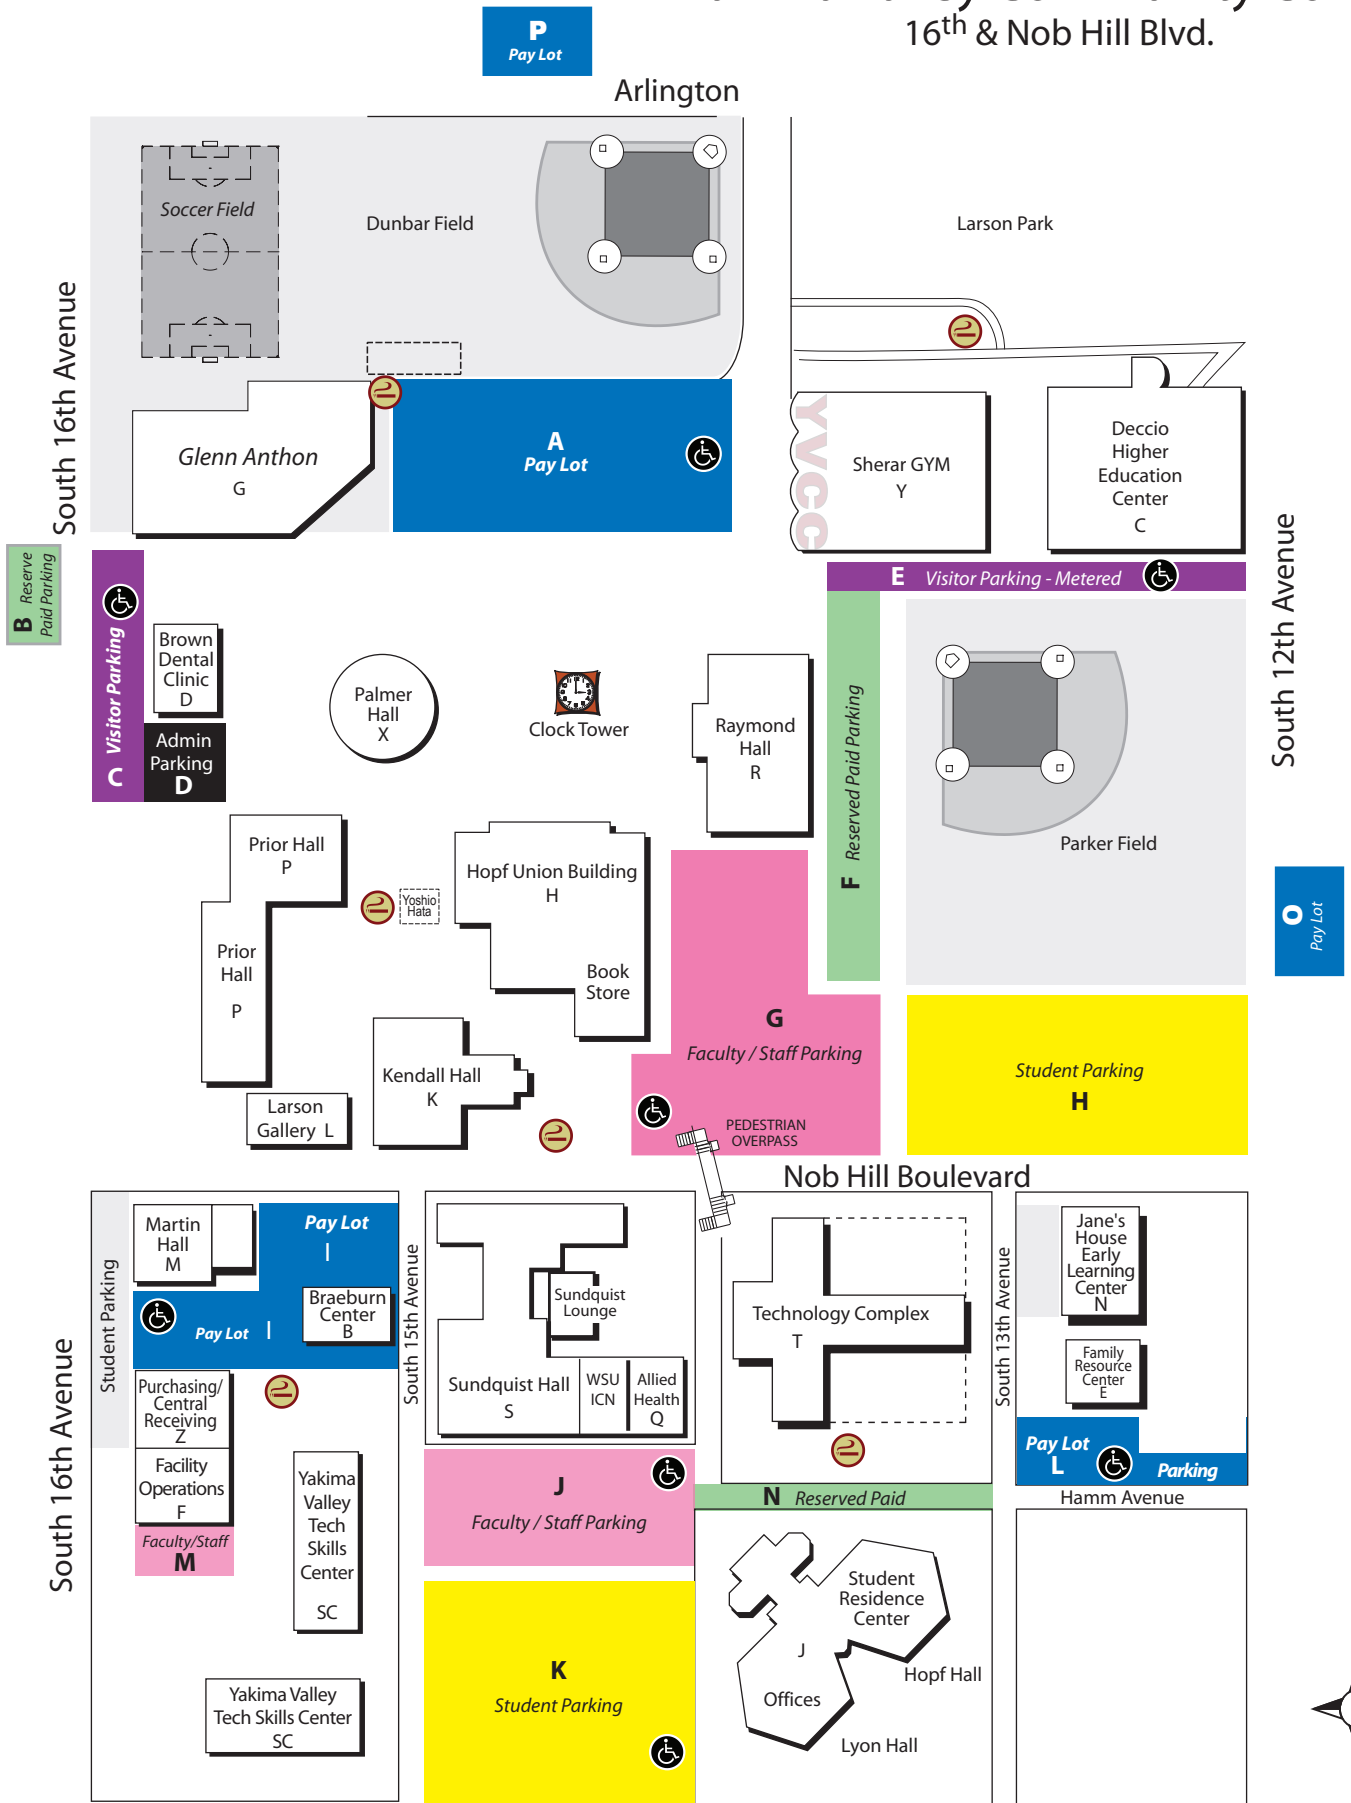 16th & Nob Hill Blvd.
P
Pay Lot
Arlington
Soccer Field
Dunbar Field
Larson Park
South 16th Avenue
Glenn Anthon
G
A
Pay Lot
YVCC
Sherar GYM
Y
Deccio
Higher
Education
Center
C
B Reserve
Paid Parking
C Visitor Parking
Brown
Dental
Clinic
D
Admin
Parking
D
Palmer
Hall
X
Clock Tower
Raymond
Hall
R
E Visitor Parking - Metered
F Reserved Paid Parking
Parker Field
South 12th Avenue
O
Pay Lot
Prior Hall
P
Prior
Hall
P
Yoshio
Hata
Hopf Union Building
H
Book
Store
Kendall Hall
K
Larson
Gallery L
G
Faculty / Staff Parking
PEDESTRIAN
OVERPASS
Student Parking
H
Nob Hill Boulevard
Student Parking
Martin
Hall
M
Pay Lot
I
Braeburn
Center
B
Pay Lot I
South 15th Avenue
Sundquist
Lounge
Sundquist Hall
S
WSU
ICN
Allied
Health
Q
Technology Complex
T
South 13th Avenue
Jane's
House
Early
Learning
Center
N
Family
Resource
Center
E
Pay Lot
L
Parking
Hamm Avenue
South 16th Avenue
Purchasing/
Central
Receiving
Z
Facility
Operations
F
Faculty/Staff
M
Yakima
Valley
Tech
Skills
Center
SC
Yakima Valley
Tech Skills Center
SC
J
Faculty / Staff Parking
N Reserved Paid
K
Student Parking
Student
Residence
Center
J
Offices
Hopf Hall
Lyon Hall